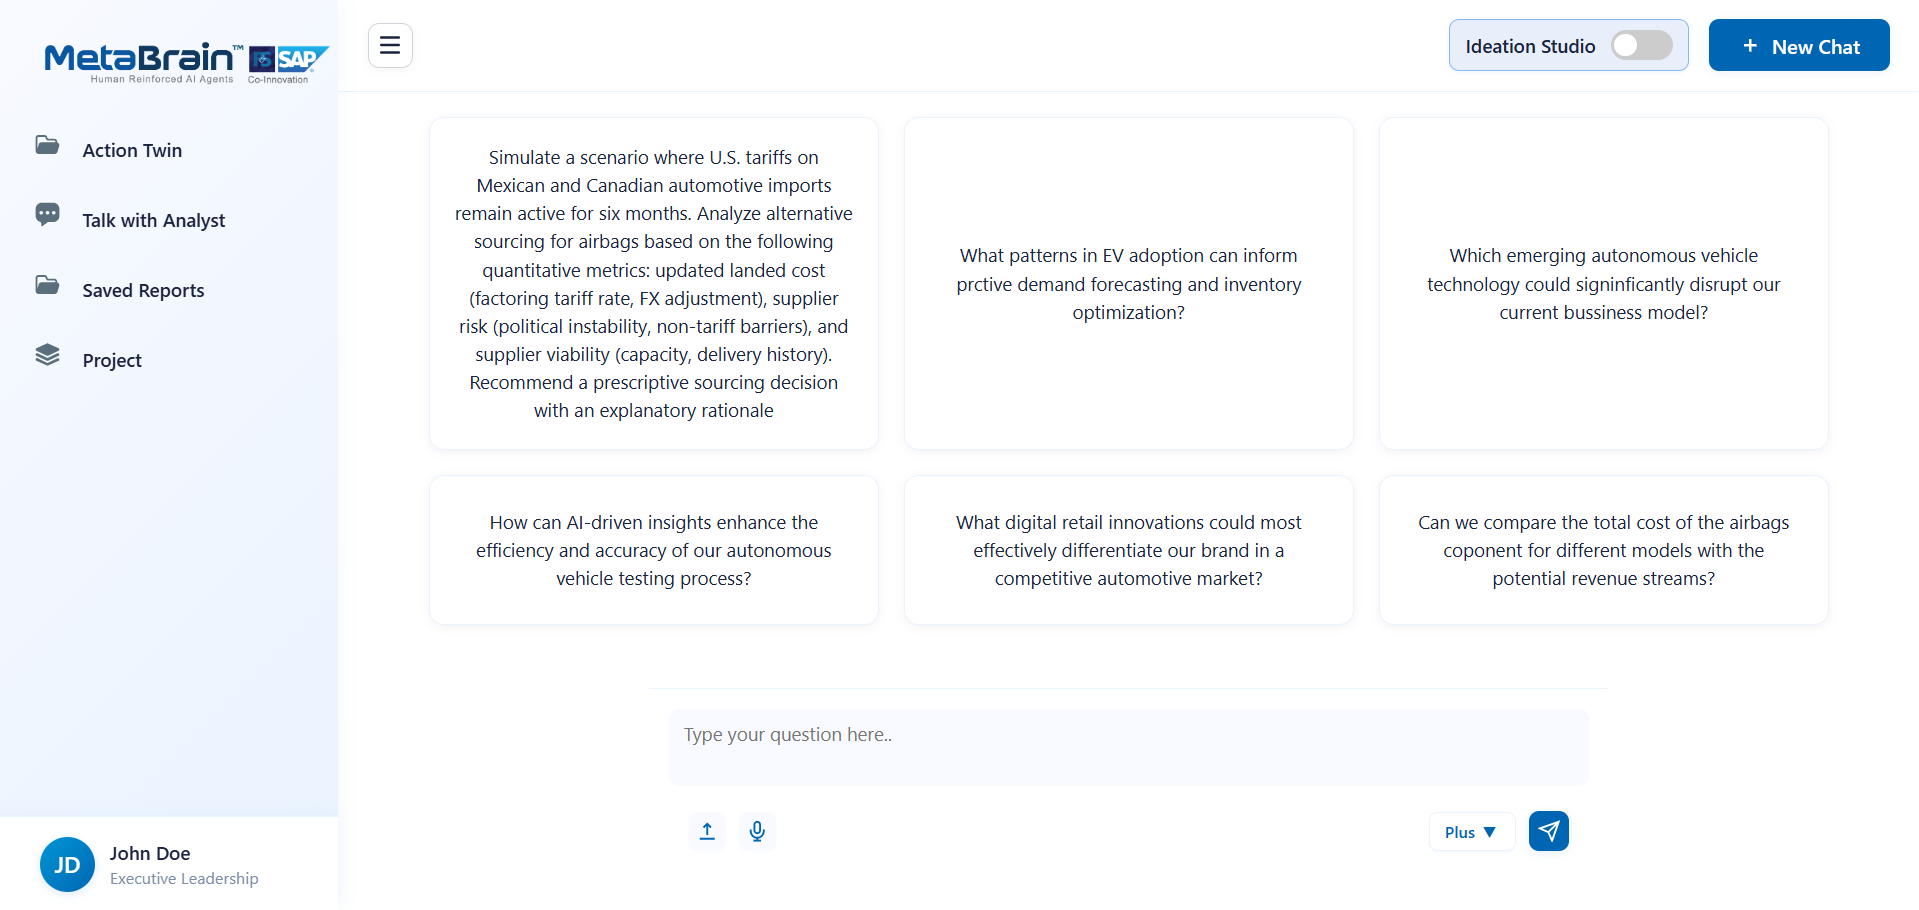 MetaBrain™
Human Reinforced AI Agents
SAP
Co-Innovation
Action Twin
Talk with Analyst
Saved Reports
Project
JD
John Doe
Executive Leadership
Ideation Studio
+ New Chat
Simulate a scenario where U.S. tariffs on
Mexican and Canadian automotive imports
remain active for six months. Analyze alternative
sourcing for airbags based on the following
quantitative metrics: updated landed cost
(factoring tariff rate, FX adjustment), supplier
risk (political instability, non-tariff barriers), and
supplier viability (capacity, delivery history).
Recommend a prescriptive sourcing decision
with an explanatory rationale
What patterns in EV adoption can inform
prctive demand forecasting and inventory
optimization?
Which emerging autonomous vehicle
technology could signinficantly disrupt our
current bussiness model?
How can AI-driven insights enhance the
efficiency and accuracy of our autonomous
vehicle testing process?
What digital retail innovations could most
effectively differentiate our brand in a
competitive automotive market?
Can we compare the total cost of the airbags
coponent for different models with the
potential revenue streams?
Type your question here..
Plus ▼